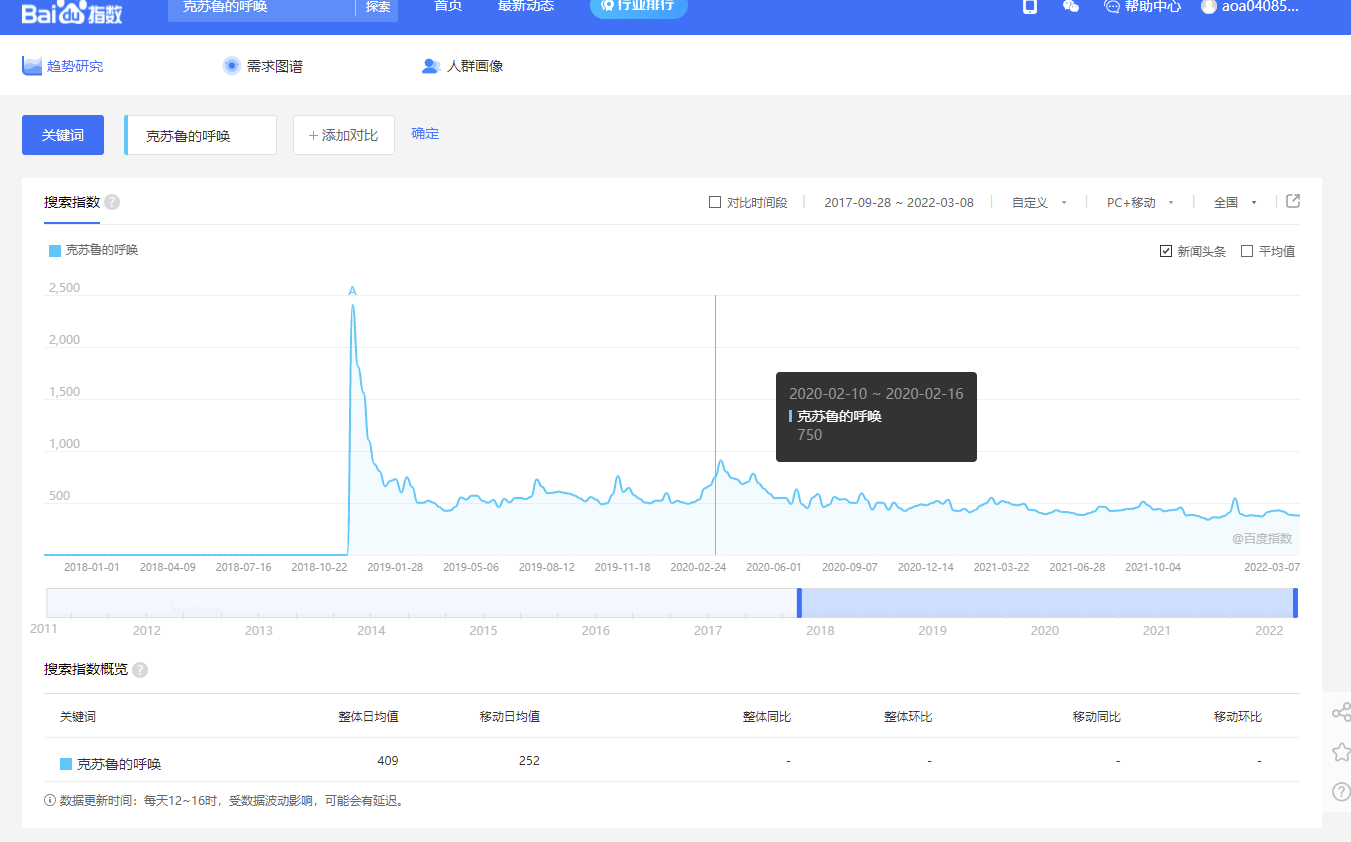 Bai 指数 克苏鲁的呼唤 探索 首页 最新动态 行业排行 帮助中心 aoa04085...
趋势研究 需求图谱 人群画像
关键词 克苏鲁的呼唤 + 添加对比 确定
搜索指数 ? 对比时间段 2017-09-28 ~ 2022-03-08 自定义 PC+移动 全国
克苏鲁的呼唤 新闻头条 平均值
2,500
A
2,000
1,500
1,000
500
2020-02-10 ~ 2020-02-16
克苏鲁的呼唤
750
@百度指数
2018-01-01 2018-04-09 2018-07-16 2018-10-22 2019-01-28 2019-05-06 2019-08-12 2019-11-18 2020-02-24 2020-06-01 2020-09-07 2020-12-14 2021-03-22 2021-06-28 2021-10-04 2022-03-07
2011 2012 2013 2014 2015 2016 2017 2018 2019 2020 2021 2022
搜索指数概览 ?
关键词 整体日均值 移动日均值 整体同比 整体环比 移动同比 移动环比
克苏鲁的呼唤 409 252 - - - -
数据更新时间：每天12~16时，受数据波动影响，可能会有延迟。